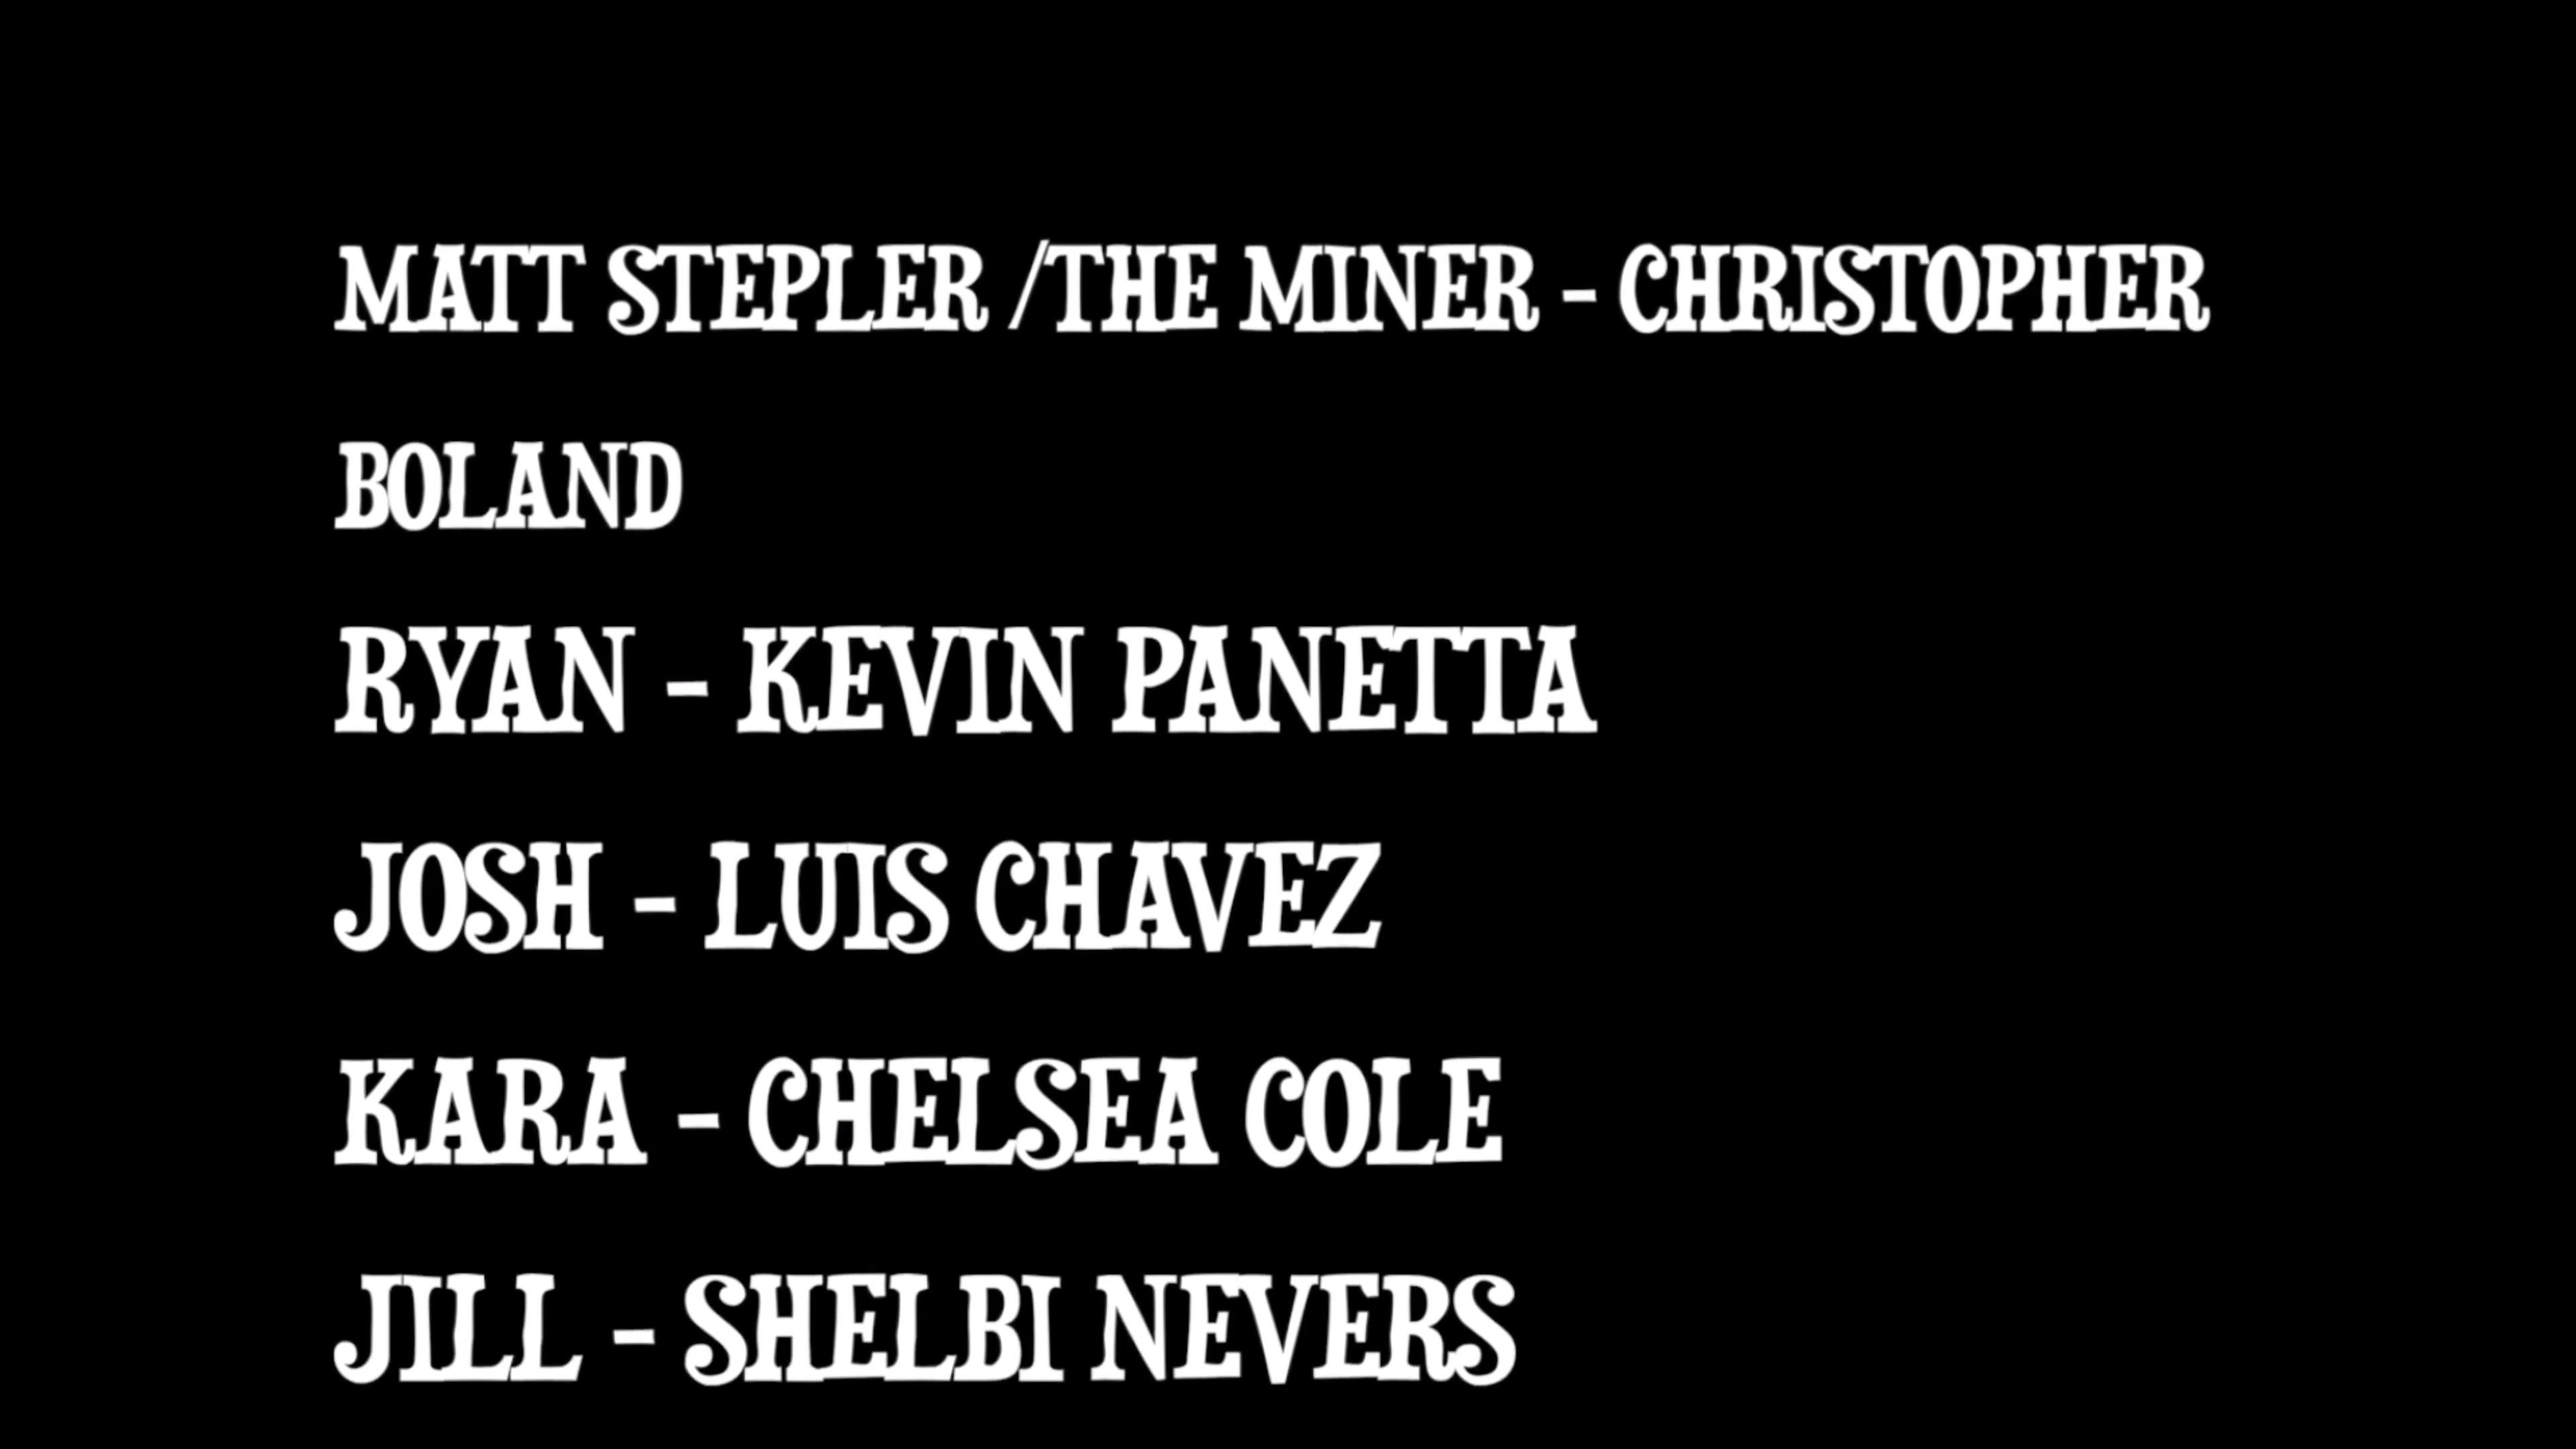 MATT STEPLER /THE MINER - CHRISTOPHER
BOLAND
RYAN - KEVIN PANETTA
JOSH - LUIS CHAVEZ
KARA - CHELSEA COLE
JILL - SHELBI NEVERS